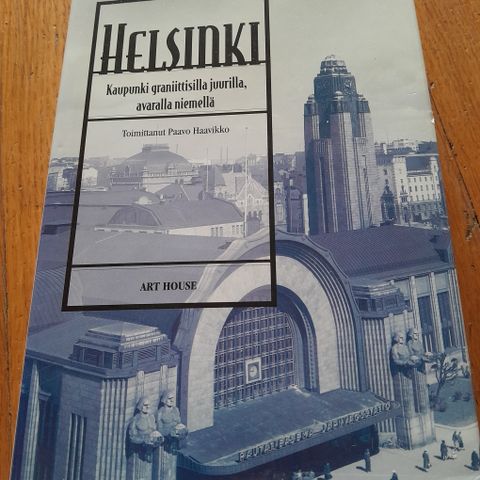 HELSINKI
Kaupunki graniittisilla juurilla,
avaralla niemellä
Toimittanut Paavo Haavikko
ART HOUSE